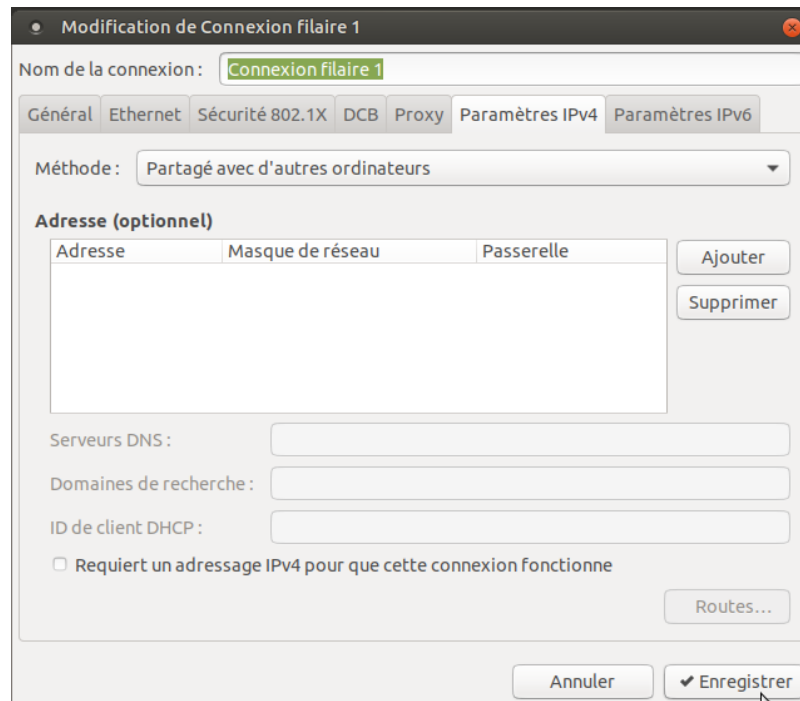 Modification de Connexion filaire 1
Nom de la connexion : Connexion filaire 1
Général Ethernet Sécurité 802.1X DCB Proxy Paramètres IPv4 Paramètres IPv6
Méthode : Partagé avec d'autres ordinateurs
Adresse (optionnel)
Adresse Masque de réseau Passerelle
Ajouter
Supprimer
Serveurs DNS :
Domaines de recherche :
ID de client DHCP :
Requiert un adressage IPv4 pour que cette connexion fonctionne
Routes…
Annuler Enregistrer